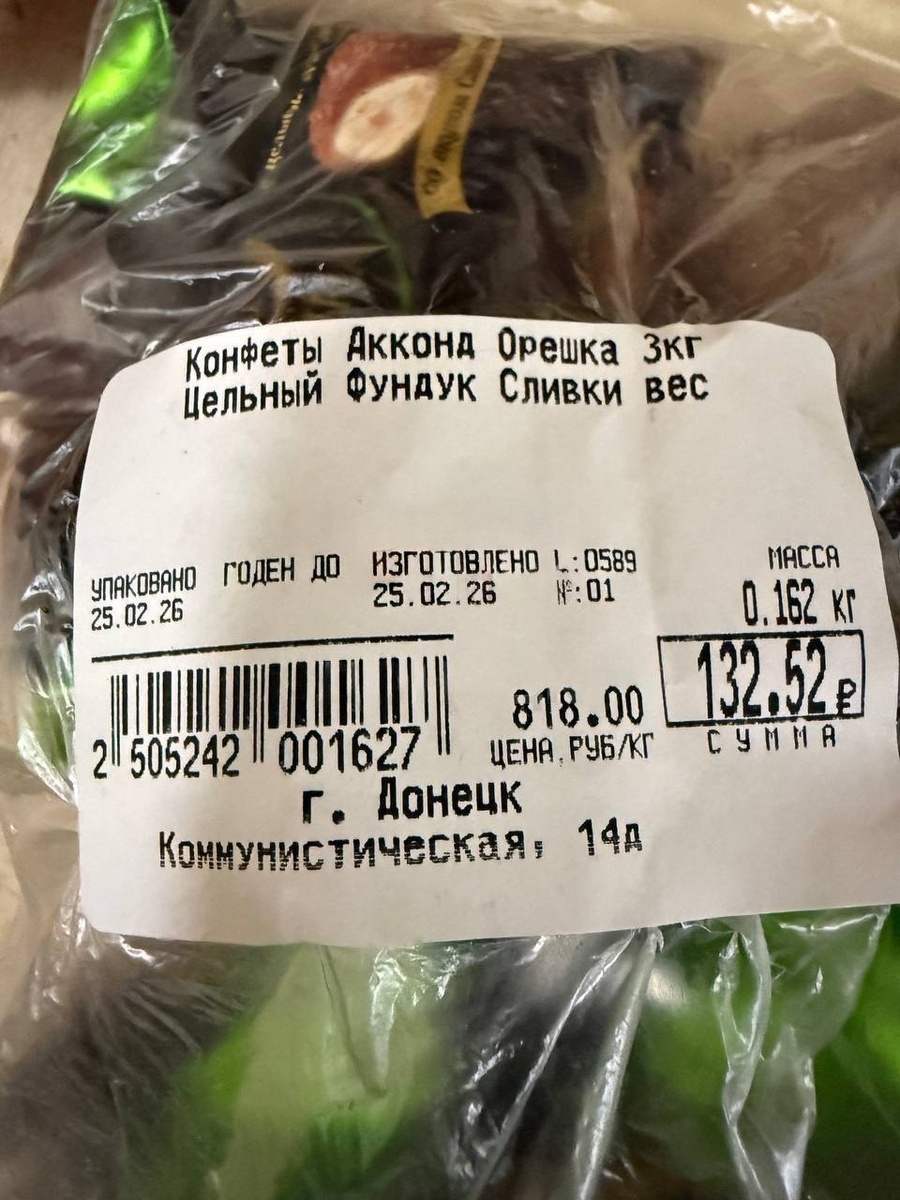 Конфеты Акконд Орешка 3кг
Цельный Фундук Сливки вес
УПАКОВАНО ГОДЕН ДО ИЗГОТОВЛЕНО L:0589 МАССА
25.02.26 25.02.26 №:01 0.162 кг
132.52₽
818.00
ЦЕНА,РУБ/КГ СУММА
2 505242 001627
г. Донецк
Коммунистическая, 14д